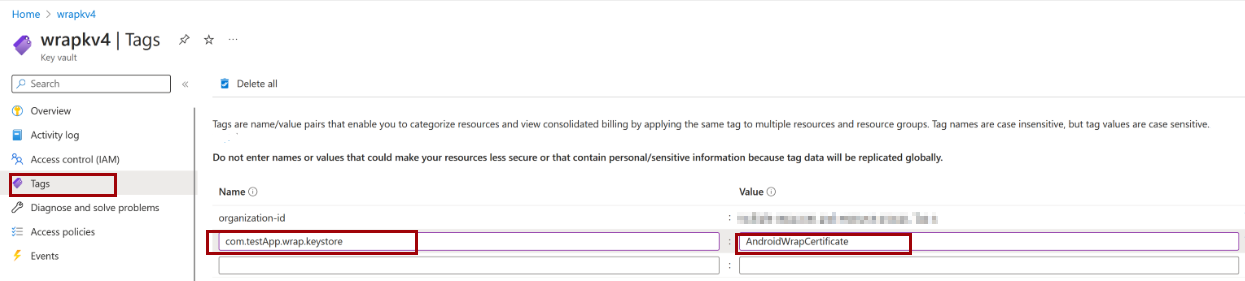 Home > wrapkv4
wrapkv4 | Tags ...
Key vault
Search «
Delete all
Overview
Activity log
Access control (IAM)
Tags
Diagnose and solve problems
Access policies
Events
Tags are name/value pairs that enable you to categorize resources and view consolidated billing by applying the same tag to multiple resources and resource groups. Tag names are case insensitive, but tag values are case sensitive.
Do not enter names or values that could make your resources less secure or that contain personal/sensitive information because tag data will be replicated globally.
Name Value
organization-id :
com.testApp.wrap.keystore : AndroidWrapCertificate
: